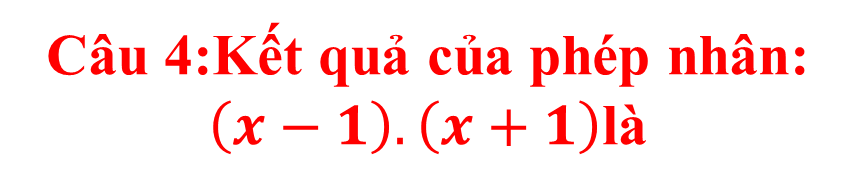 Câu 4:Kết quả của phép nhân:
(x − 1).(x + 1)là